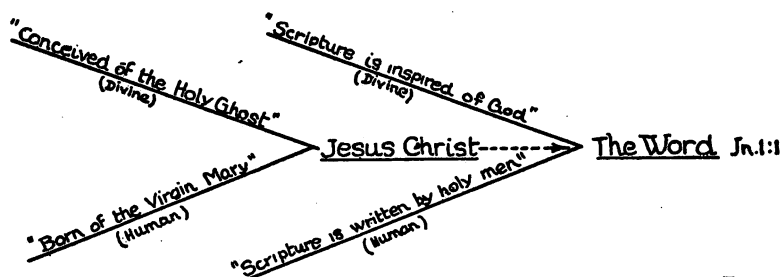 "Conceived of the Holy Ghost"
(Divine)
"Scripture is inspired of God"
(Divine)
Jesus Christ
The Word Jn.1:1
"Born of the Virgin Mary"
(Human)
"Scripture is written by holy men"
(Human)